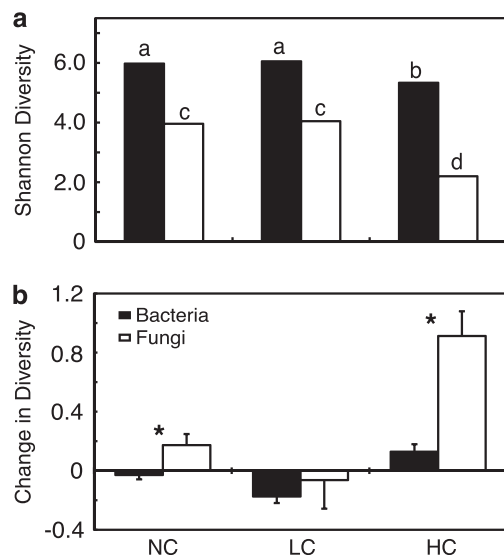 a
Shannon Diversity
6.0
4.0
2.0
0
a
c
a
c
b
d
b
Change in Diversity
1.2
0.8
0.4
0
-0.4
Bacteria
Fungi
*
*
NC LC HC